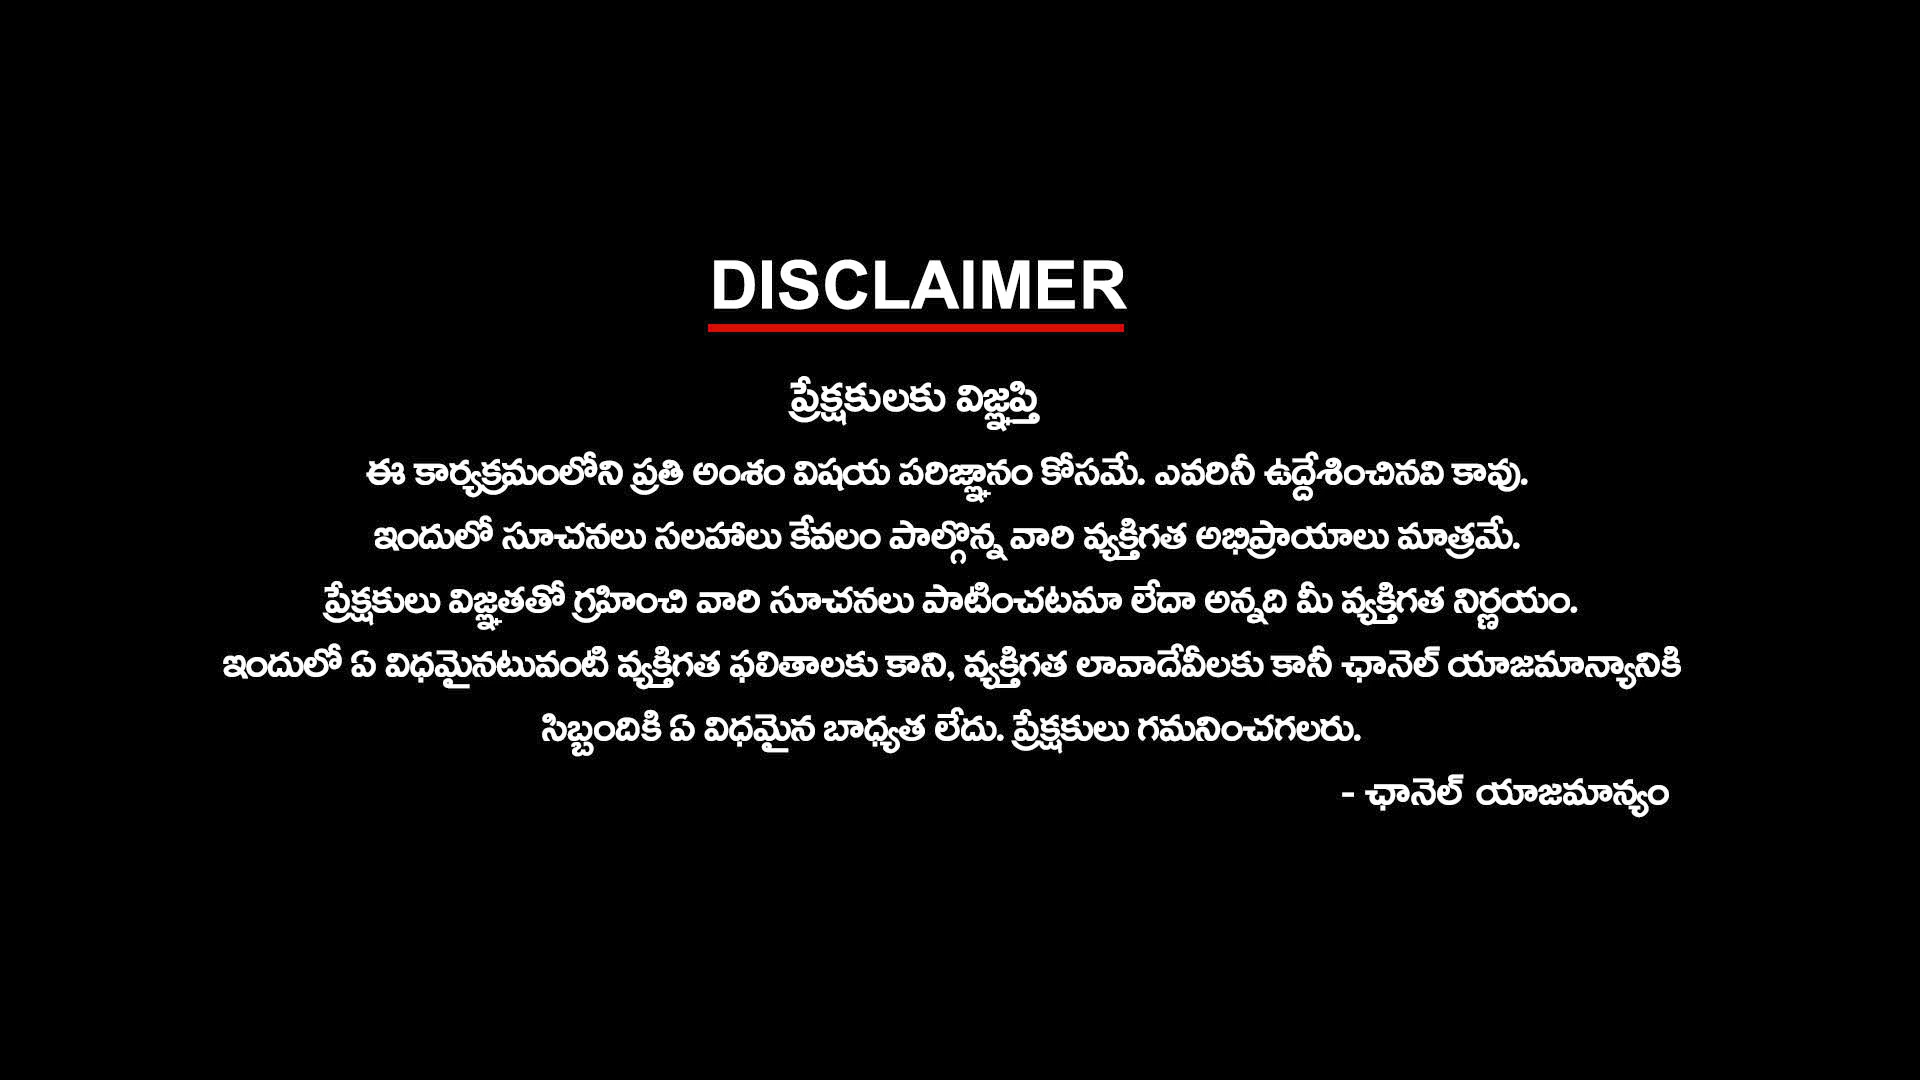 DISCLAIMER
ప్రేక్షకులకు విజ్ఞప్తి
ఈ కార్యక్రమంలోని ప్రతి అంశం విషయ పరిజ్ఞానం కోసమే. ఎవరినీ ఉద్దేశించినవి కావు.
ఇందులో సూచనలు సలహాలు కేవలం పాల్గొన్న వారి వ్యక్తిగత అభిప్రాయాలు మాత్రమే.
ప్రేక్షకులు విజ్ఞతతో గ్రహించి వారి సూచనలు పాటించటమా లేదా అన్నది మీ వ్యక్తిగత నిర్ణయం.
ఇందులో ఏ విధమైనటువంటి వ్యక్తిగత ఫలితాలకు కాని, వ్యక్తిగత లావాదేవీలకు కానీ ఛానెల్ యాజమాన్యానికి
సిబ్బందికి ఏ విధమైన బాధ్యత లేదు. ప్రేక్షకులు గమనించగలరు.
- ఛానెల్ యాజమాన్యం